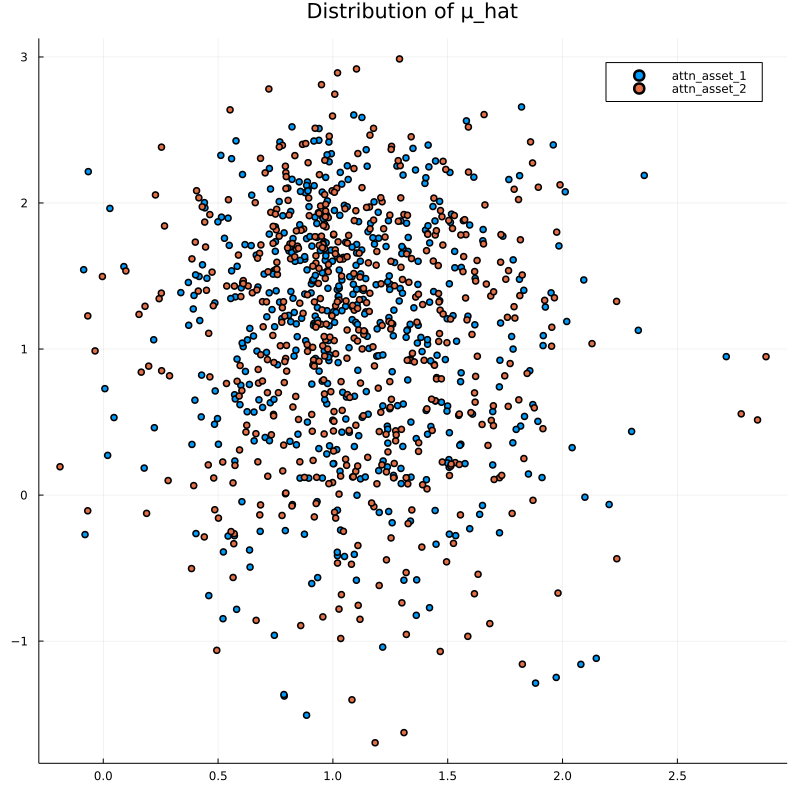 Distribution of μ_hat
attn_asset_1
attn_asset_2
3
2
1
0
−1
0.0 0.5 1.0 1.5 2.0 2.5